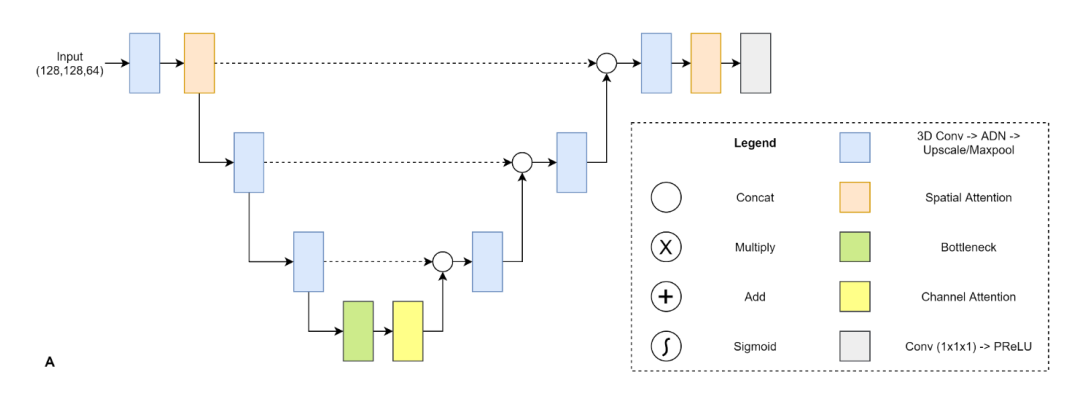 Input
(128,128,64)
Legend
3D Conv -> ADN ->
Upscale/Maxpool
Concat
Spatial Attention
X
Multiply
Bottleneck
+
Add
Channel Attention
∫
Sigmoid
Conv (1x1x1) -> PReLU
A